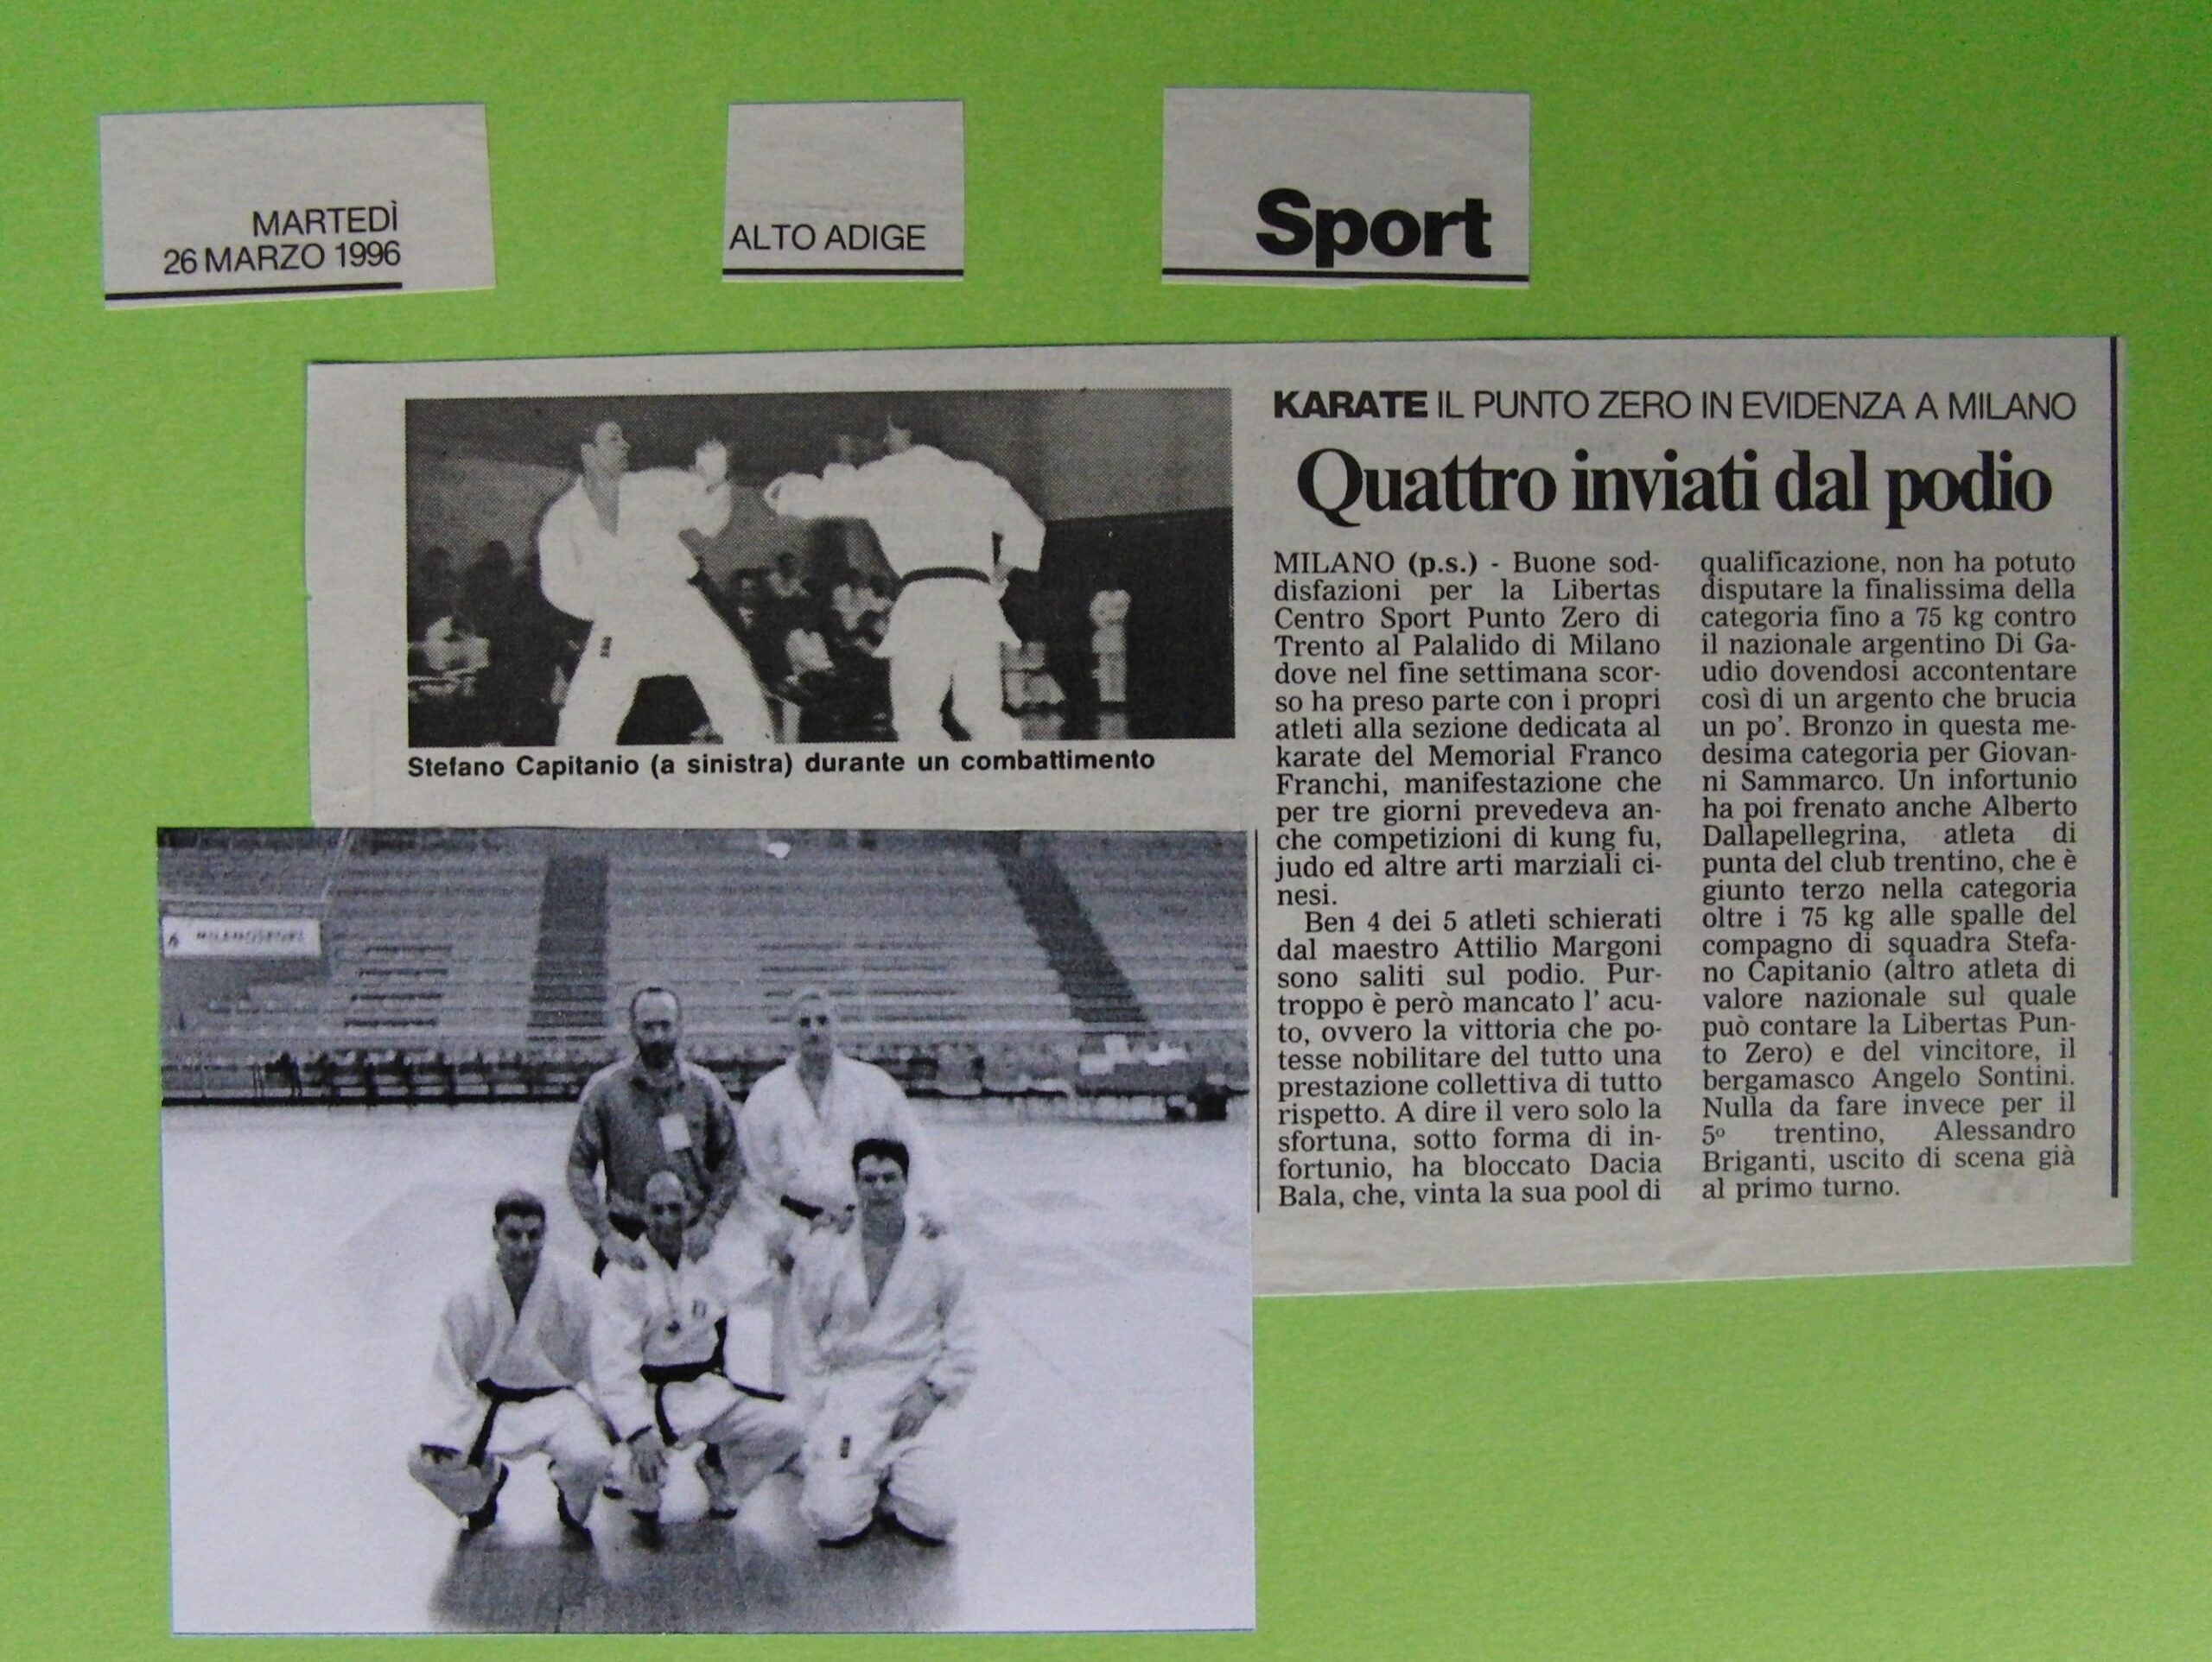 MARTEDÌ
26 MARZO 1996
ALTO ADIGE
Sport
KARATE IL PUNTO ZERO IN EVIDENZA A MILANO
Quattro inviati dal podio
Stefano Capitanio (a sinistra) durante un combattimento
MILANO (p.s.) - Buone sod-
disfazioni per la Libertas
Centro Sport Punto Zero di
Trento al Palalido di Milano
dove nel fine settimana scor-
so ha preso parte con i propri
atleti alla sezione dedicata al
karate del Memorial Franco
Franchi, manifestazione che
per tre giorni prevedeva an-
che competizioni di kung fu,
judo ed altre arti marziali ci-
nesi.
Ben 4 dei 5 atleti schierati
dal maestro Attilio Margoni
sono saliti sul podio. Pur-
troppo è però mancato l' acu-
to, ovvero la vittoria che po-
tesse nobilitare del tutto una
prestazione collettiva di tutto
rispetto. A dire il vero solo la
sfortuna, sotto forma di in-
fortunio, ha bloccato Dacia
Bala, che, vinta la sua pool di
qualificazione, non ha potuto
disputare la finalissima della
categoria fino a 75 kg contro
il nazionale argentino Di Ga-
udio dovendosi accontentare
così di un argento che brucia
un po'. Bronzo in questa me-
desima categoria per Giovan-
ni Sammarco. Un infortunio
ha poi frenato anche Alberto
Dallapellegrina, atleta di
punta del club trentino, che è
giunto terzo nella categoria
oltre i 75 kg alle spalle del
compagno di squadra Stefa-
no Capitanio (altro atleta di
valore nazionale sul quale
può contare la Libertas Pun-
to Zero) e del vincitore, il
bergamasco Angelo Sontini.
Nulla da fare invece per il
5º trentino, Alessandro
Briganti, uscito di scena già
al primo turno.